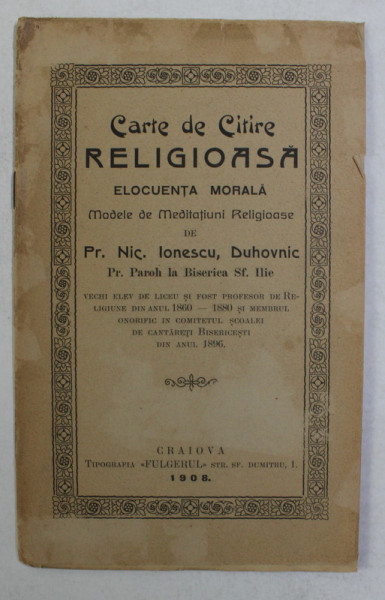 Carte de Citire
RELIGIOASĂ
ELOCUENȚA MORALĂ
Modele de Meditațiuni Religioase
DE
Pr. Nic. Ionescu, Duhovnic
Pr. Paroh la Biserica Sf. Ilie
VECHI ELEV DE LICEU ȘI FOST PROFESOR DE RE-
LIGIUNE DIN ANUL 1860 — 1880 ȘI MEMBRUL
ONORIFIC IN COMITETUL ȘCOALEI
DE CANTĂREȚI BISERICEȘTI
DIN ANUL 1896.
CRAIOVA
TIPOGRAFIA «FULGERUL» STR. SF. DUMITRU, 1.
1908.